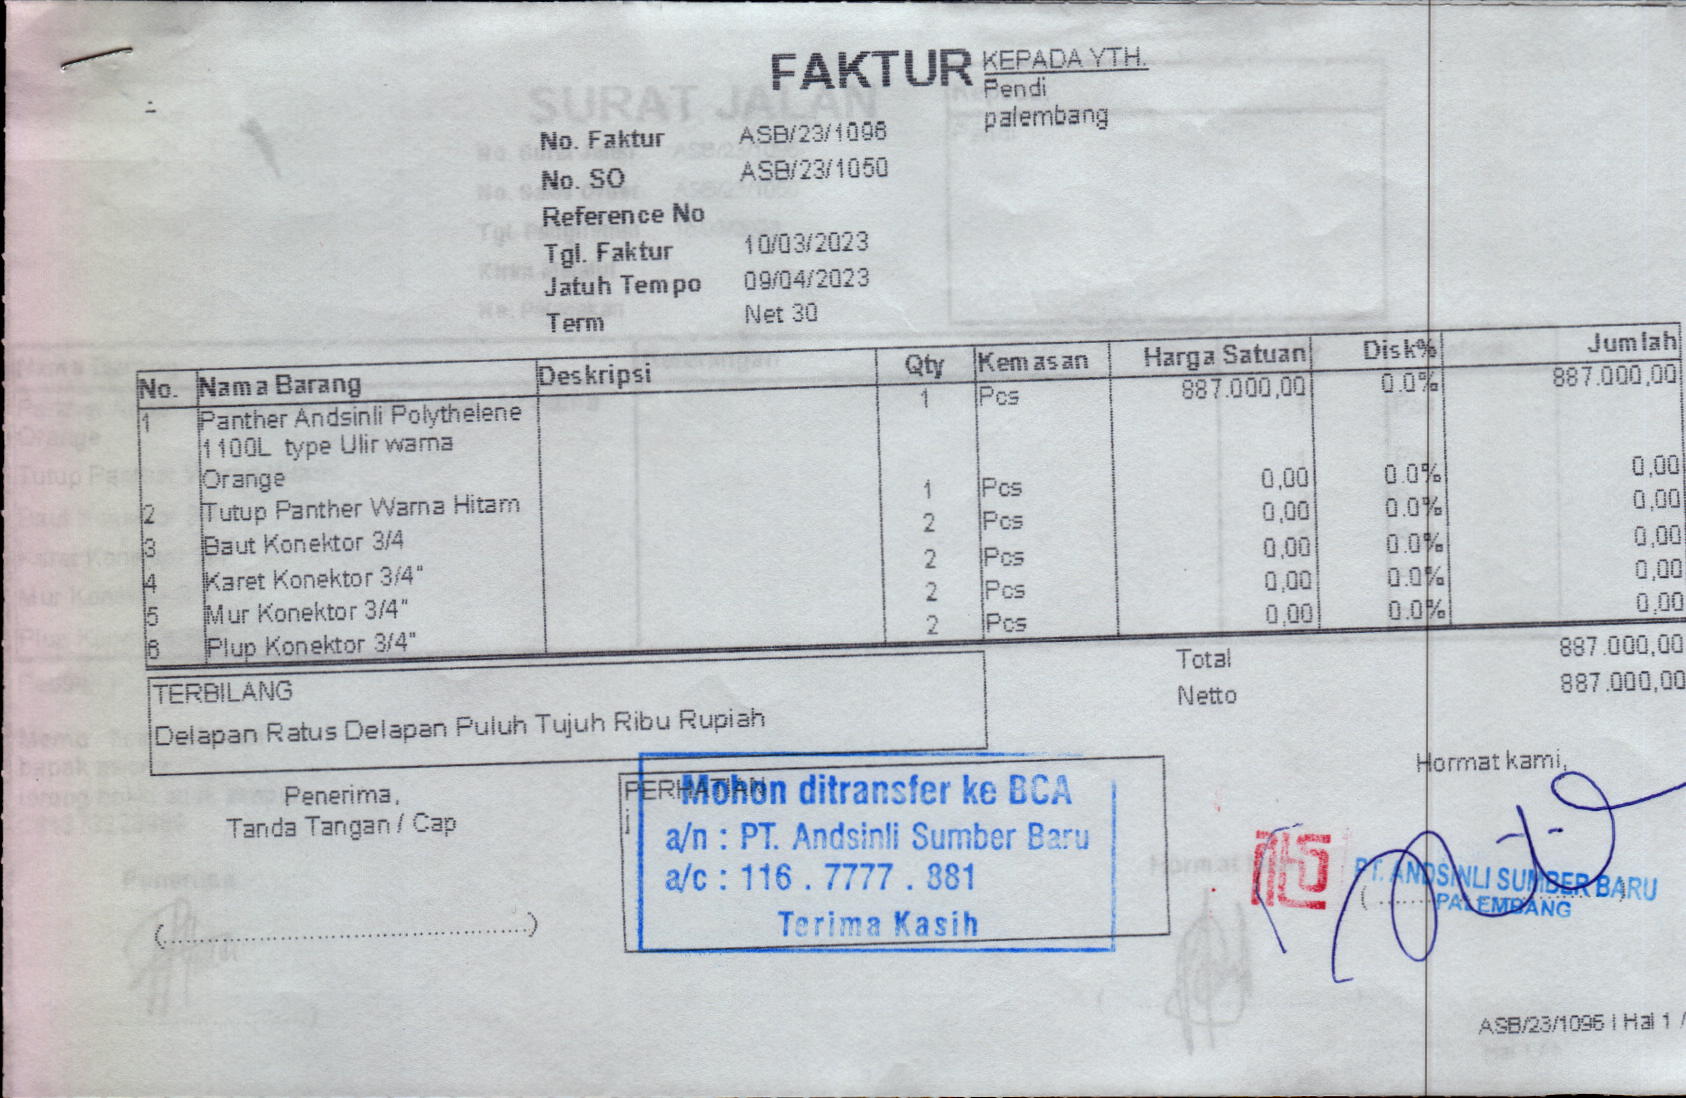 FAKTUR
KEPADA YTH.
Pendi
palembang
No. Faktur ASB/23/1096
No. SO ASB/23/1050
Reference No
Tgl. Faktur 10/03/2023
Jatuh Tempo 09/04/2023
Term Net 30
SURAT JALAN
No. Nama Barang Deskripsi Qty Kemasan Harga Satuan Disk% Jumlah
1 Panther Andsinli Polythelene 1 Pcs 887.000,00 0.0% 887.000,00
1100L type Ulir warna
Orange
2 Tutup Panther Warna Hitam 1 Pcs 0,00 0.0% 0,00
3 Baut Konektor 3/4 2 Pcs 0,00 0.0% 0,00
4 Karet Konektor 3/4" 2 Pcs 0,00 0.0% 0,00
5 Mur Konektor 3/4" 2 Pcs 0,00 0.0% 0,00
6 Plup Konektor 3/4" 2 Pcs 0,00 0.0% 0,00
Total 887.000,00
Netto 887.000,00
TERBILANG
Delapan Ratus Delapan Puluh Tujuh Ribu Rupiah
Penerima,
Tanda Tangan / Cap
(........................................)
PERHATIAN
i
Mohon ditransfer ke BCA
a/n : PT. Andsinli Sumber Baru
a/c : 116 . 7777 . 881
Terima Kasih
Hormat kami,
PT. ANDSINLI SUMBER BARU
PALEMBANG
ASB/23/1096 | Hal 1 /